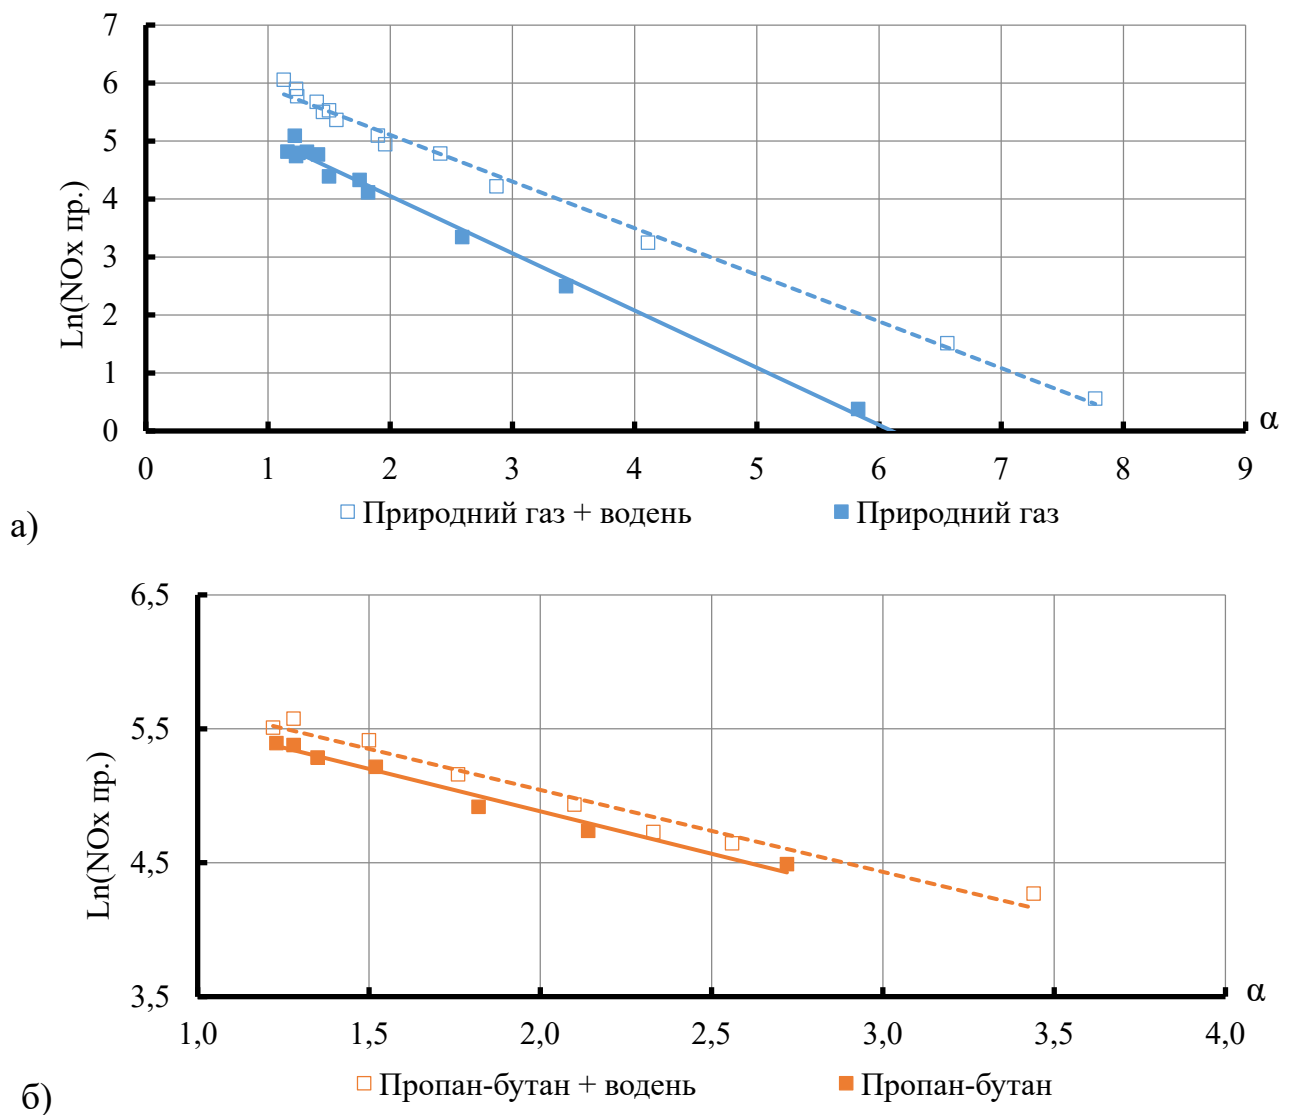 7
6
5
4
3
2
1
0
Ln(NOx пр.)
0 1 2 3 4 5 6 7 8 9
α
Природний газ + водень Природний газ
а)
6,5
5,5
4,5
3,5
Ln(NOx пр.)
1,0 1,5 2,0 2,5 3,0 3,5 4,0
α
Пропан-бутан + водень Пропан-бутан
б)